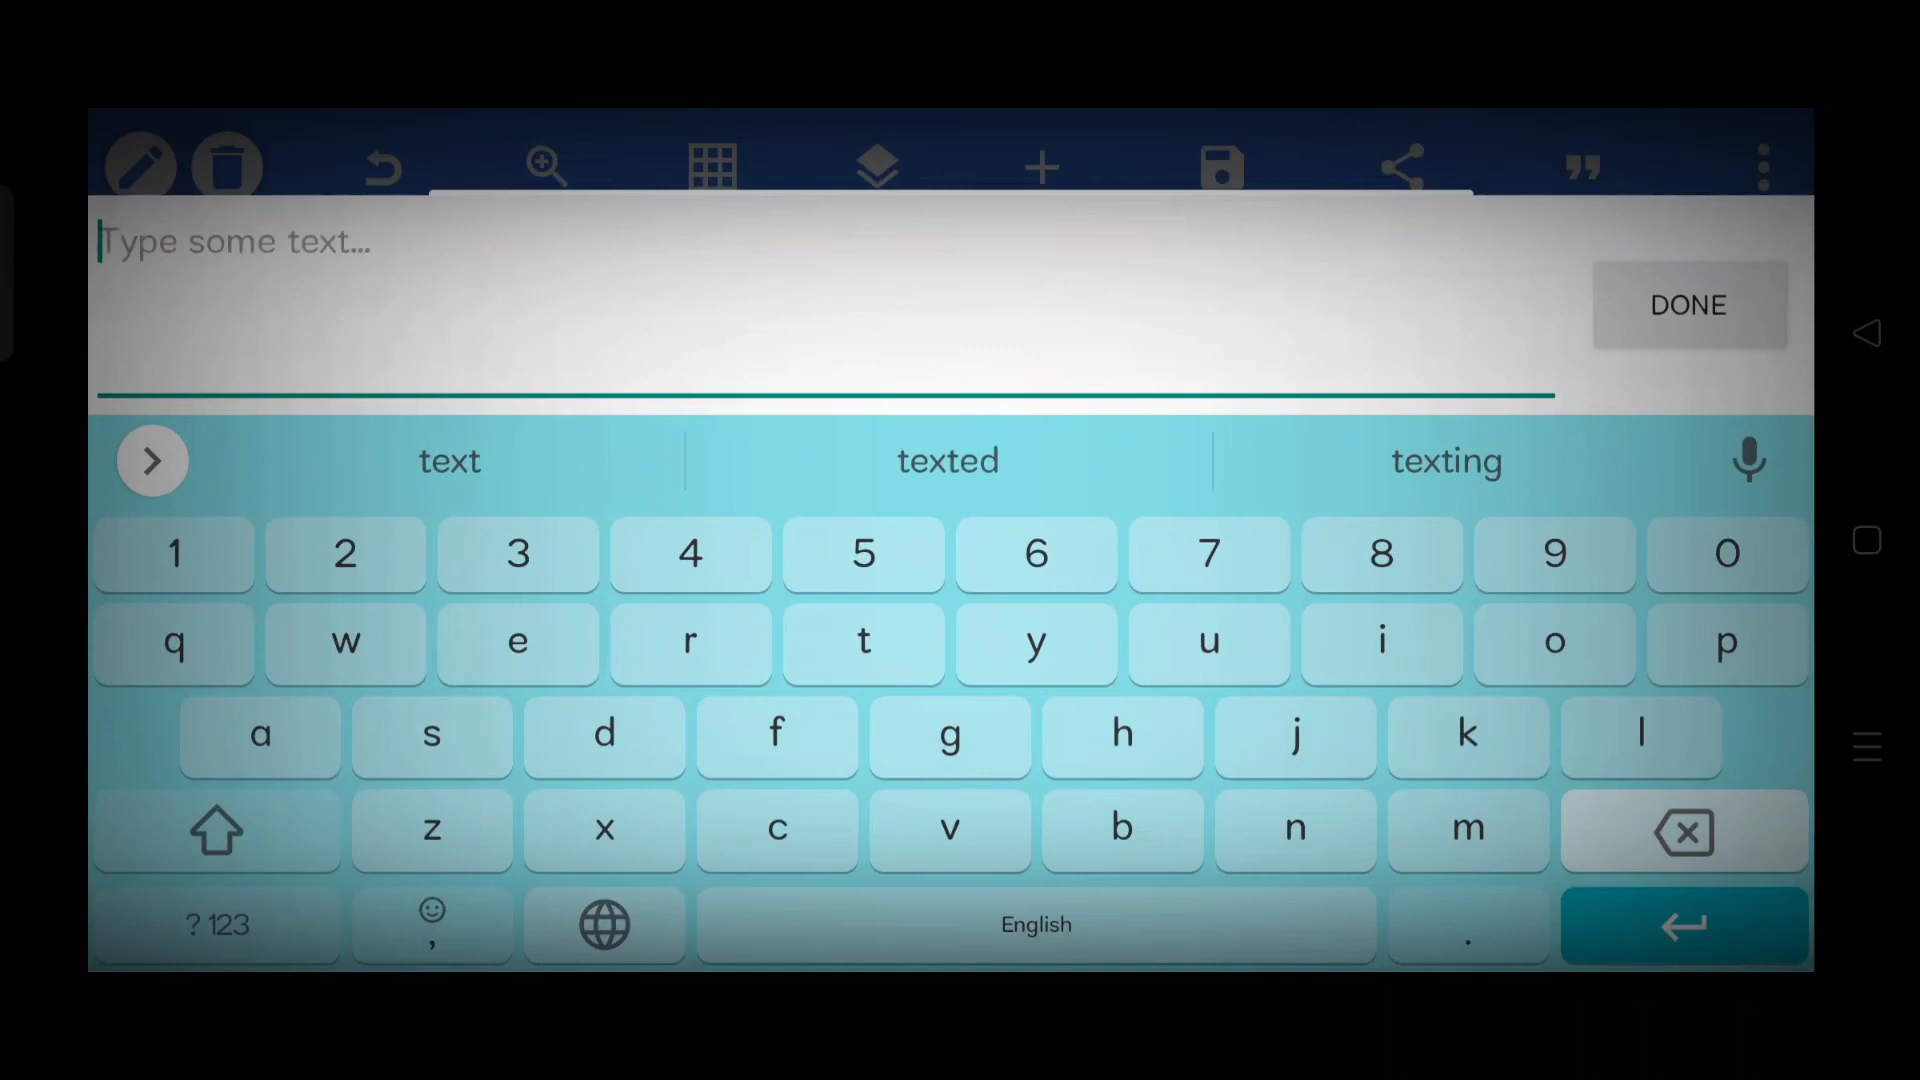 Type some text...
DONE
text texted texting
1 2 3 4 5 6 7 8 9 0
q w e r t y u i o p
a s d f g h j k l
z x c v b n m
?123 , English .